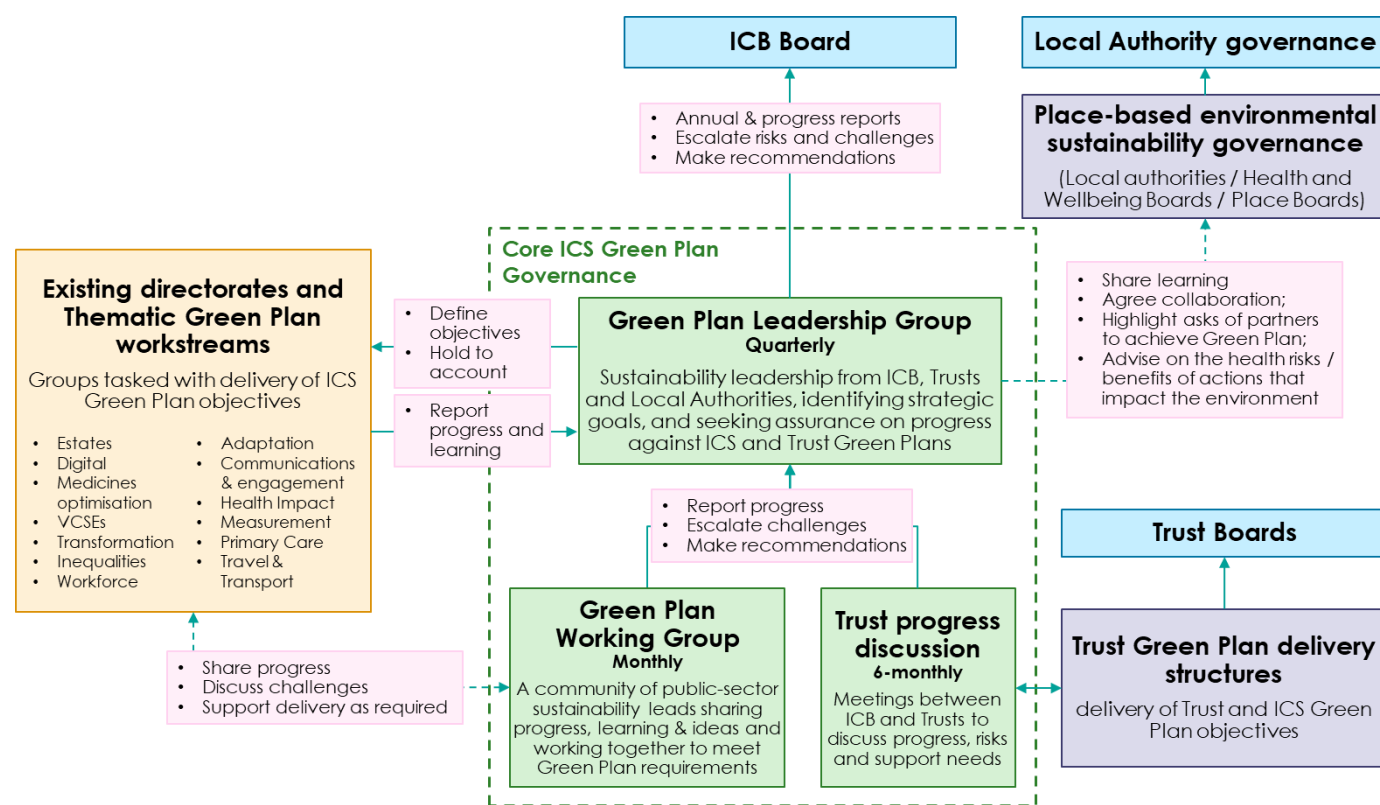 ICB Board
Local Authority governance
• Annual & progress reports
• Escalate risks and challenges
• Make recommendations
Place-based environmental
sustainability governance
(Local authorities / Health and
Wellbeing Boards / Place Boards)
Core ICS Green Plan
Governance
Existing directorates and
Thematic Green Plan
workstreams
Groups tasked with delivery of ICS
Green Plan objectives
• Estates
• Digital
• Medicines
optimisation
• VCSEs
• Transformation
• Inequalities
• Workforce
• Adaptation
• Communications
& engagement
• Health Impact
• Measurement
• Primary Care
• Travel &
Transport
• Define
objectives
• Hold to
account
• Report
progress and
learning
Green Plan Leadership Group
Quarterly
Sustainability leadership from ICB, Trusts
and Local Authorities, identifying strategic
goals, and seeking assurance on progress
against ICS and Trust Green Plans
• Share learning
• Agree collaboration;
• Highlight asks of partners
to achieve Green Plan;
• Advise on the health risks /
benefits of actions that
impact the environment
• Report progress
• Escalate challenges
• Make recommendations
Trust Boards
Green Plan
Working Group
Monthly
A community of public-sector
sustainability leads sharing
progress, learning & ideas and
working together to meet
Green Plan requirements
Trust progress
discussion
6-monthly
Meetings between
ICB and Trusts to
discuss progress, risks
and support needs
Trust Green Plan delivery
structures
delivery of Trust and ICS Green
Plan objectives
• Share progress
• Discuss challenges
• Support delivery as required